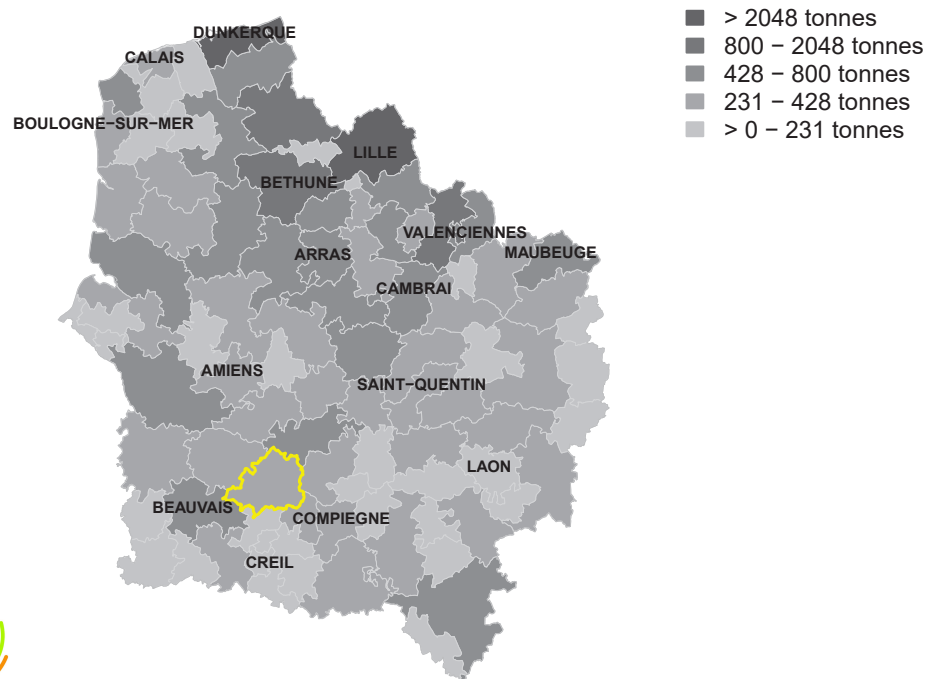 > 2048 tonnes
800 − 2048 tonnes
428 − 800 tonnes
231 − 428 tonnes
> 0 − 231 tonnes
DUNKERQUE
CALAIS
BOULOGNE−SUR−MER
LILLE
BETHUNE
VALENCIENNES
ARRAS
MAUBEUGE
CAMBRAI
AMIENS
SAINT−QUENTIN
LAON
BEAUVAIS
COMPIEGNE
CREIL